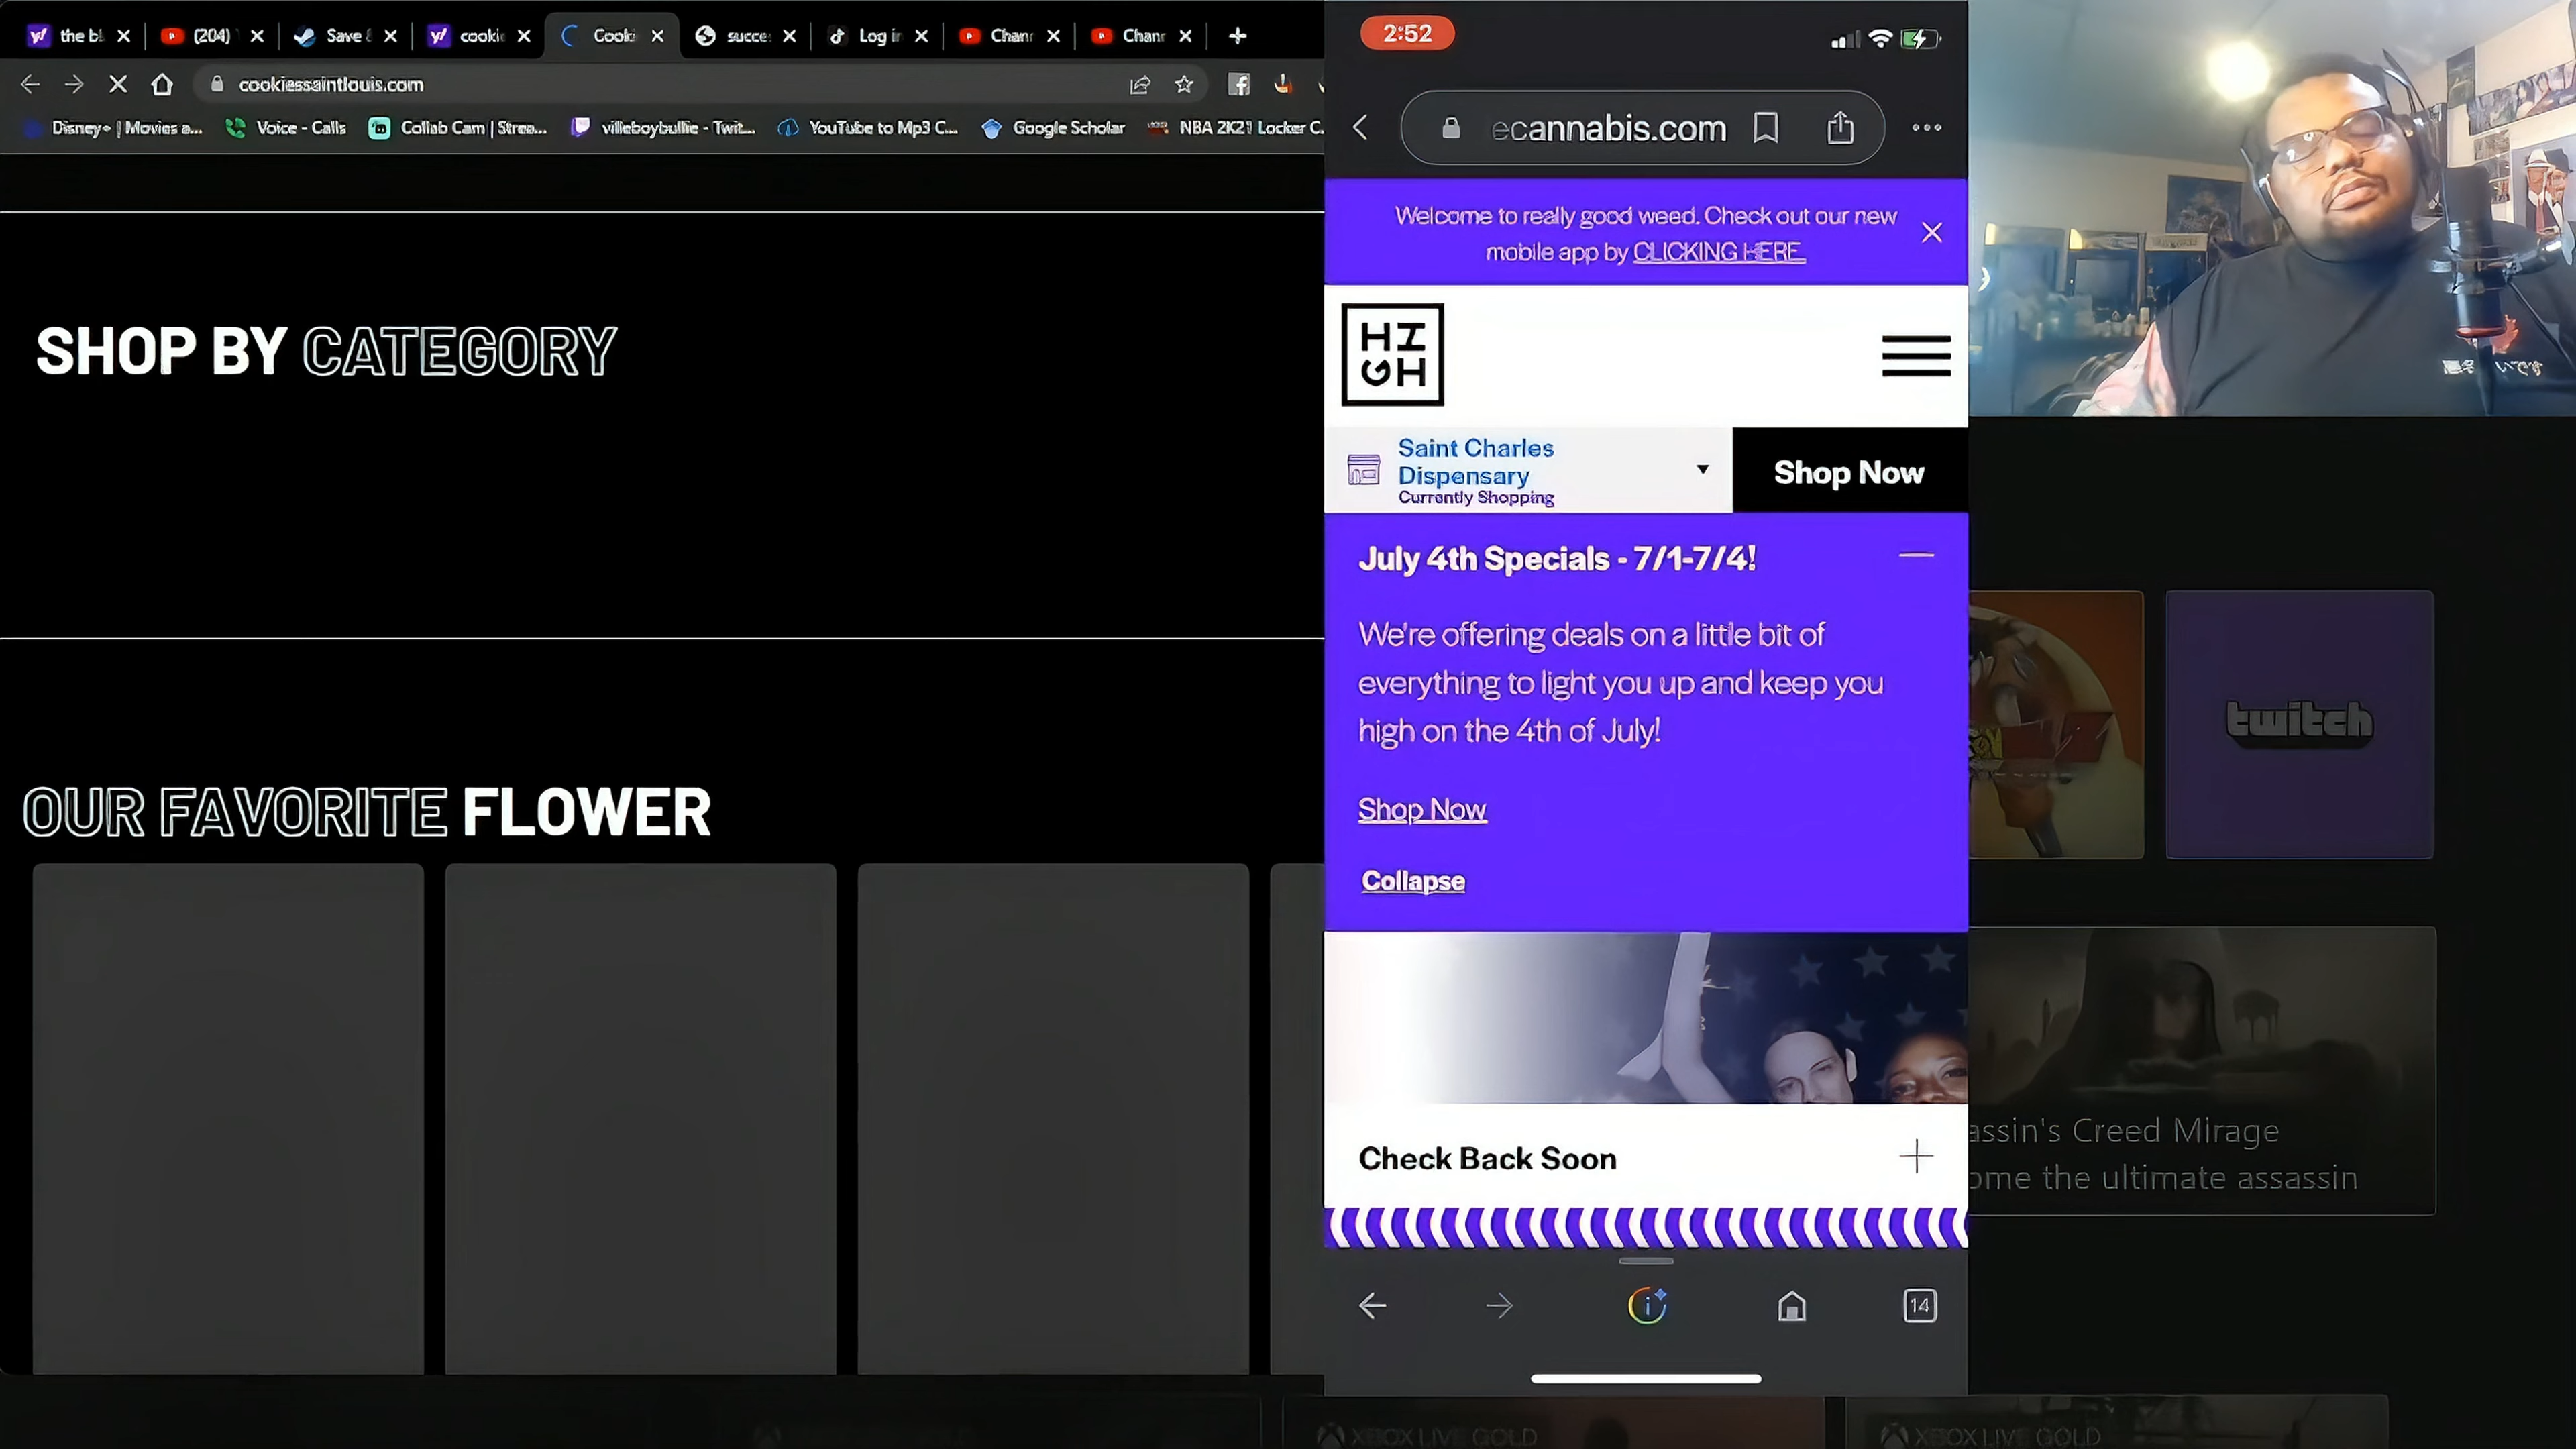 the bl
(204)
Save &
cookie
Cooki
succe
Log in
Chann
Chann
cookiessaintlouis.com
Disney+ | Movies a...
Voice - Calls
Collab Cam | Strea...
villeboybullie - Twit...
YouTube to Mp3 C...
Google Scholar
NBA 2K21 Locker C...
SHOP BY CATEGORY
OUR FAVORITE FLOWER
2:52
ecannabis.com
Welcome to really good weed. Check out our new
mobile app by CLICKING HERE.
HI
GH
Saint Charles
Dispensary
Currently Shopping
Shop Now
July 4th Specials - 7/1-7/4!
We're offering deals on a little bit of
everything to light you up and keep you
high on the 4th of July!
Shop Now
Collapse
Check Back Soon
14
twitch
assin's Creed Mirage
ome the ultimate assassin
XBOX LIVE GOLD
XBOX LIVE GOLD